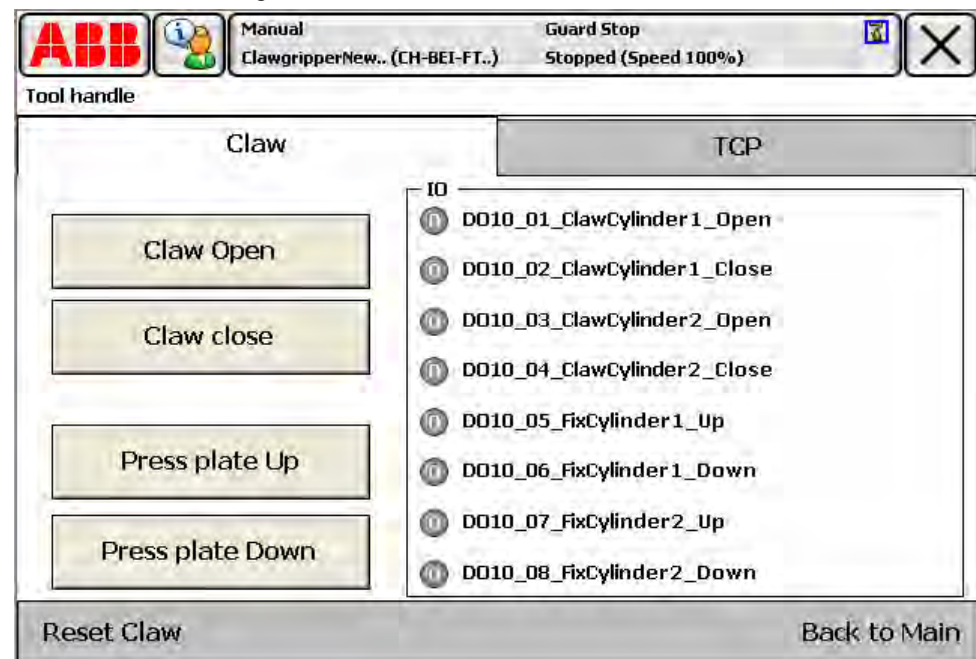 ABB
Manual
ClawgripperNew.. (CH-BEI-FT..)
Guard Stop
Stopped (Speed 100%)
Tool handle
Claw
TCP
Claw Open
Claw close
Press plate Up
Press plate Down
IO
DO10_01_ClawCylinder1_Open
DO10_02_ClawCylinder1_Close
DO10_03_ClawCylinder2_Open
DO10_04_ClawCylinder2_Close
DO10_05_FixCylinder1_Up
DO10_06_FixCylinder1_Down
DO10_07_FixCylinder2_Up
DO10_08_FixCylinder2_Down
Reset Claw
Back to Main